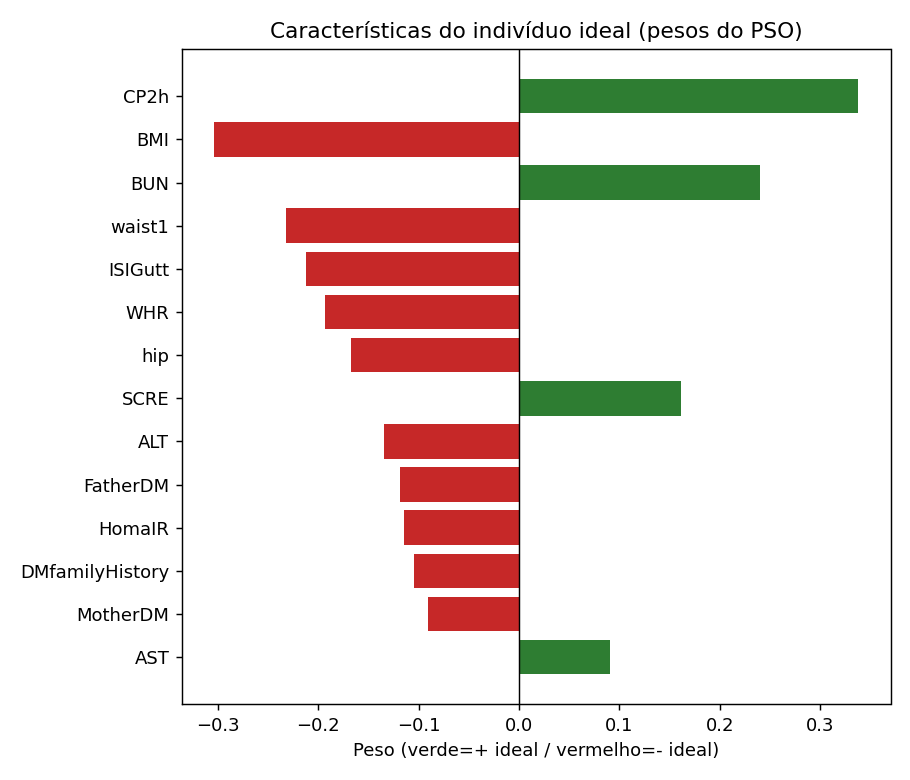 Características do indivíduo ideal (pesos do PSO)
CP2h
BMI
BUN
waist1
ISIGutt
WHR
hip
SCRE
ALT
FatherDM
HomaIR
DMfamilyHistory
MotherDM
AST
−0.3 −0.2 −0.1 0.0 0.1 0.2 0.3
Peso (verde=+ ideal / vermelho=- ideal)